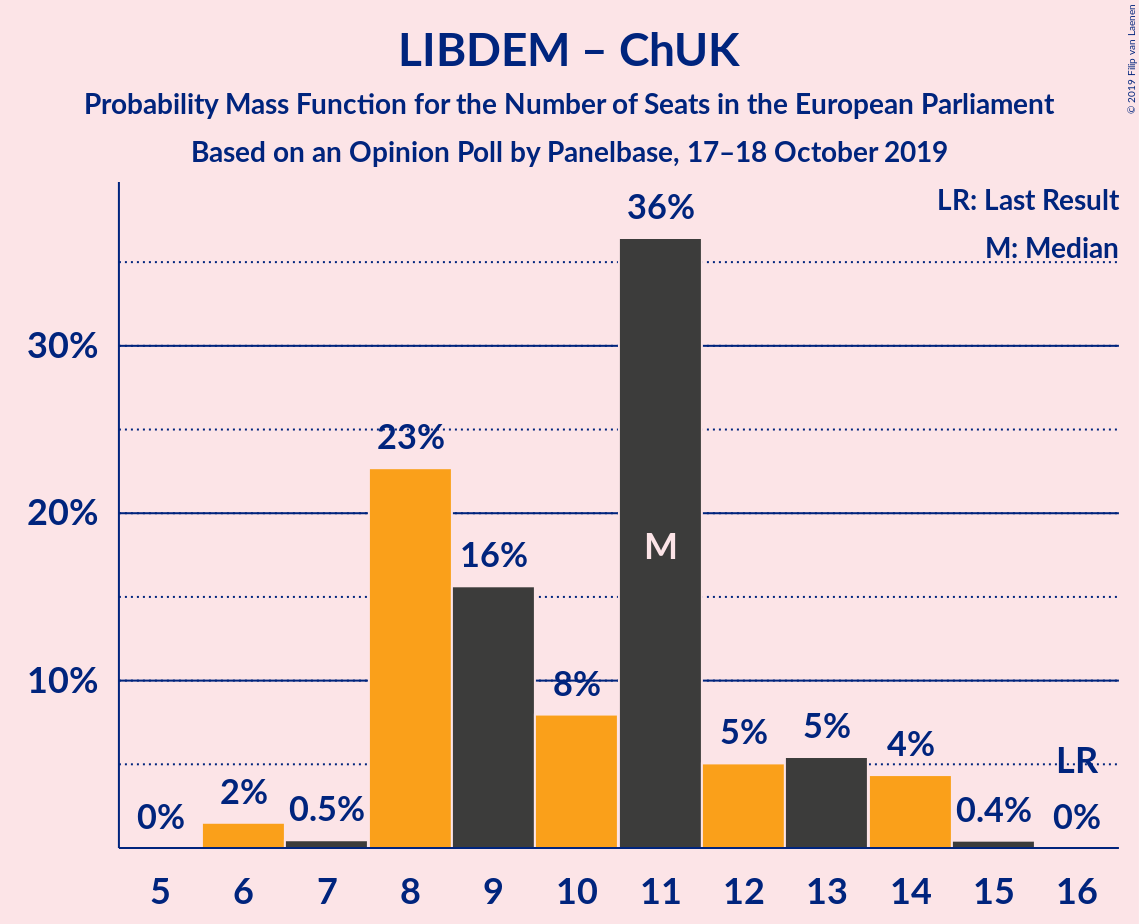 LIBDEM – ChUK
Probability Mass Function for the Number of Seats in the European Parliament
Based on an Opinion Poll by Panelbase, 17–18 October 2019
© 2019 Filip van Laenen
LR: Last Result
M: Median
30%
20%
10%
0%
2%
0.5%
23%
16%
8%
36%
M
5%
5%
4%
0.4%
LR
0%
5 6 7 8 9 10 11 12 13 14 15 16